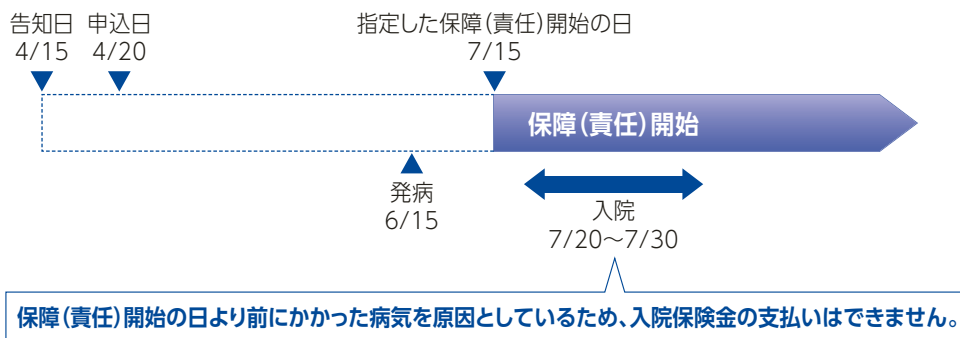 告知日 申込日 指定した保障(責任)開始の日
4/15 4/20 7/15
保障(責任)開始
発病
6/15
入院
7/20～7/30
保障(責任)開始の日より前にかかった病気を原因としているため、入院保険金の支払いはできません。